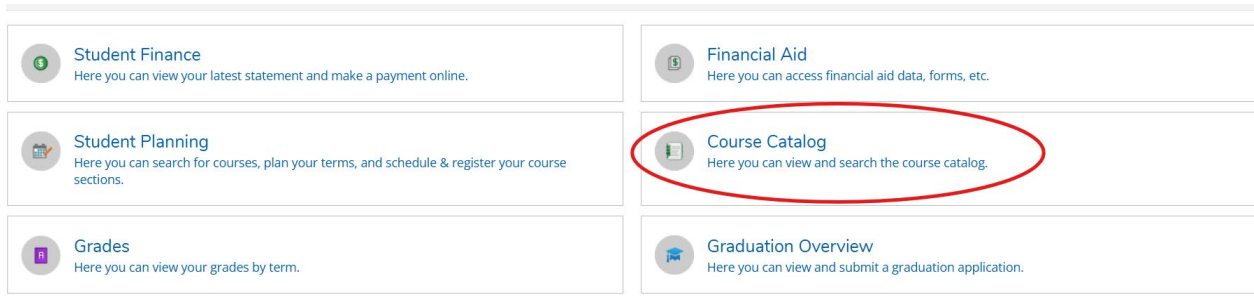 Student Finance
Here you can view your latest statement and make a payment online.
Financial Aid
Here you can access financial aid data, forms, etc.
Student Planning
Here you can search for courses, plan your terms, and schedule & register your course
sections.
Course Catalog
Here you can view and search the course catalog.
Grades
Here you can view your grades by term.
Graduation Overview
Here you can view and submit a graduation application.